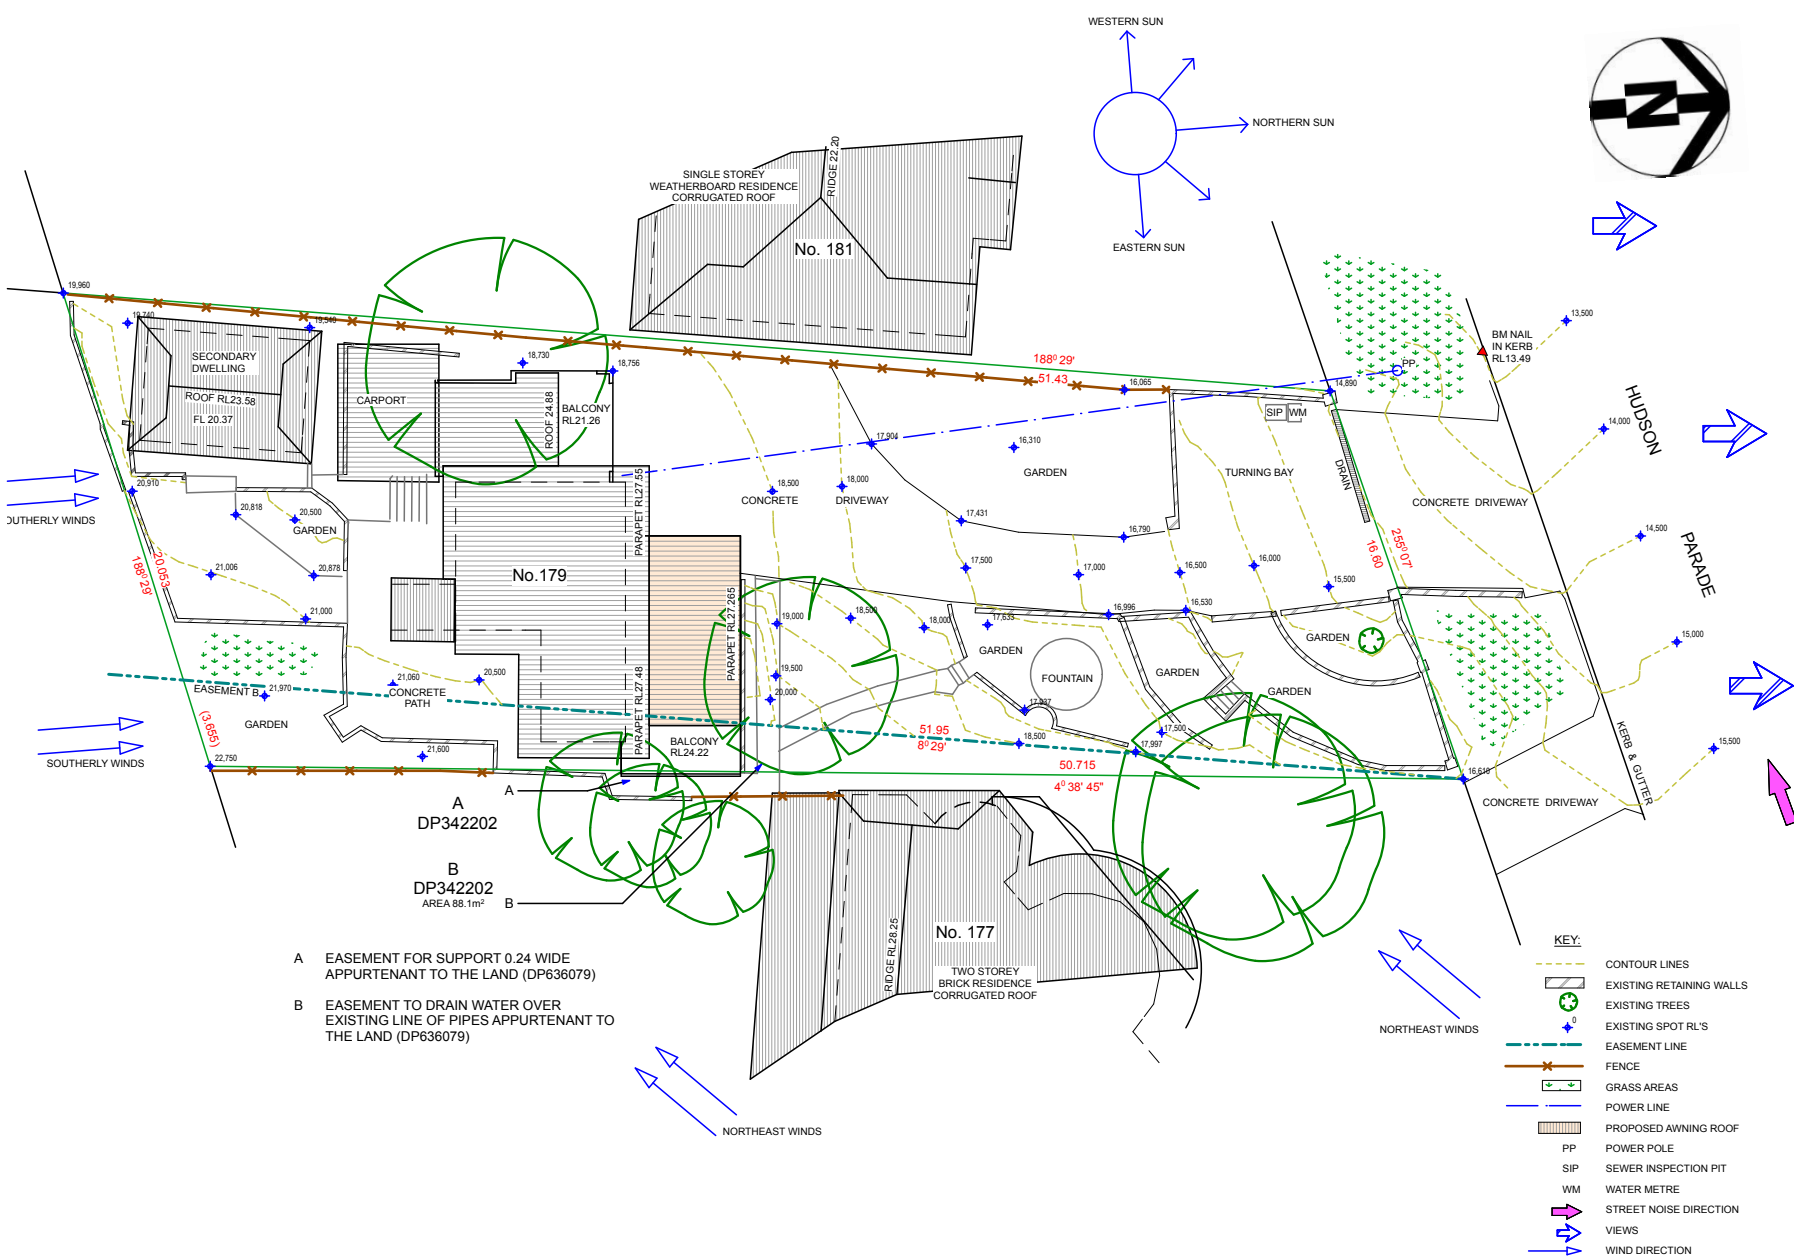 WESTERN SUN
NORTHERN SUN
EASTERN SUN
N
SINGLE STOREY
WEATHERBOARD RESIDENCE
CORRUGATED ROOF
RIDGE 22.20
No. 181
19,960
19,740
19,540
SECONDARY
DWELLING
ROOF RL23.58
FL 20.37
CARPORT
18,730
18,756
ROOF 24.88
BALCONY
RL21.26
188⁰ 29'
51.43
16,065
14,890
PP
BM NAIL
IN KERB
RL13.49
13,500
HUDSON
PARADE
14,000
14,500
15,000
15,500
SIP
WM
17,904
16,310
GARDEN
TURNING BAY
DRAIN
CONCRETE DRIVEWAY
18,500
18,000
CONCRETE DRIVEWAY
17,431
16,790
255⁰ 07'
16.60
20,910
OUTHERLY WINDS
20,818
20,500
GARDEN
20,878
21,006
21,000
20.053
188⁰ 29'
No.179
PARAPET RL27.55
PARAPET RL27.265
PARAPET RL27.48
17,500
17,000
16,500
16,000
15,500
19,000
18,500
18,000
17,633
16,996
16,530
GARDEN
GARDEN
GARDEN
GARDEN
FOUNTAIN
19,500
20,000
EASEMENT B
21,970
GARDEN
(3.655)
21,060
CONCRETE
PATH
20,500
21,600
22,750
SOUTHERLY WINDS
BALCONY
RL24.22
51.95
8⁰ 29'
17,937
18,500
17,997
17,500
50.715
4⁰ 38' 45"
16,610
KERB & GUTTER
CONCRETE DRIVEWAY
A
A
DP342202
B
DP342202
AREA 88.1m²
B
A EASEMENT FOR SUPPORT 0.24 WIDE
APPURTENANT TO THE LAND (DP636079)
B EASEMENT TO DRAIN WATER OVER
EXISTING LINE OF PIPES APPURTENANT TO
THE LAND (DP636079)
RIDGE RL28.25
No. 177
TWO STOREY
BRICK RESIDENCE
CORRUGATED ROOF
NORTHEAST WINDS
NORTHEAST WINDS
KEY:
CONTOUR LINES
EXISTING RETAINING WALLS
EXISTING TREES
0
EXISTING SPOT RL'S
EASEMENT LINE
FENCE
GRASS AREAS
POWER LINE
PROPOSED AWNING ROOF
PP POWER POLE
SIP SEWER INSPECTION PIT
WM WATER METRE
STREET NOISE DIRECTION
VIEWS
WIND DIRECTION